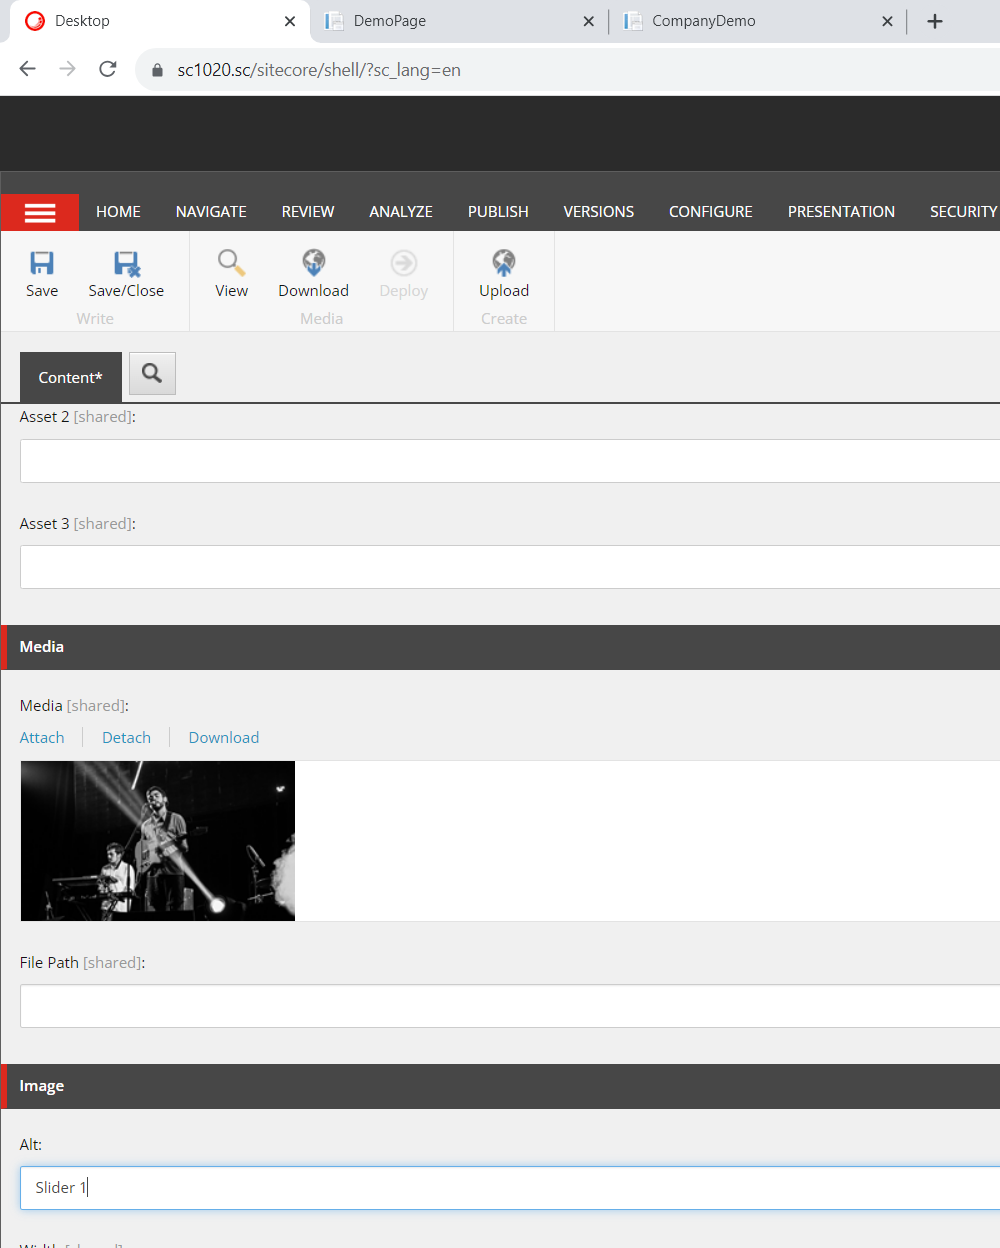 Desktop DemoPage CompanyDemo
sc1020.sc/sitecore/shell/?sc_lang=en
HOME NAVIGATE REVIEW ANALYZE PUBLISH VERSIONS CONFIGURE PRESENTATION SECURITY
Save Save/Close View Download Deploy Upload
Write Media Create
Content*
Asset 2 [shared]:
Asset 3 [shared]:
Media
Media [shared]:
Attach Detach Download
File Path [shared]:
Image
Alt:
Slider 1
Width [shared]